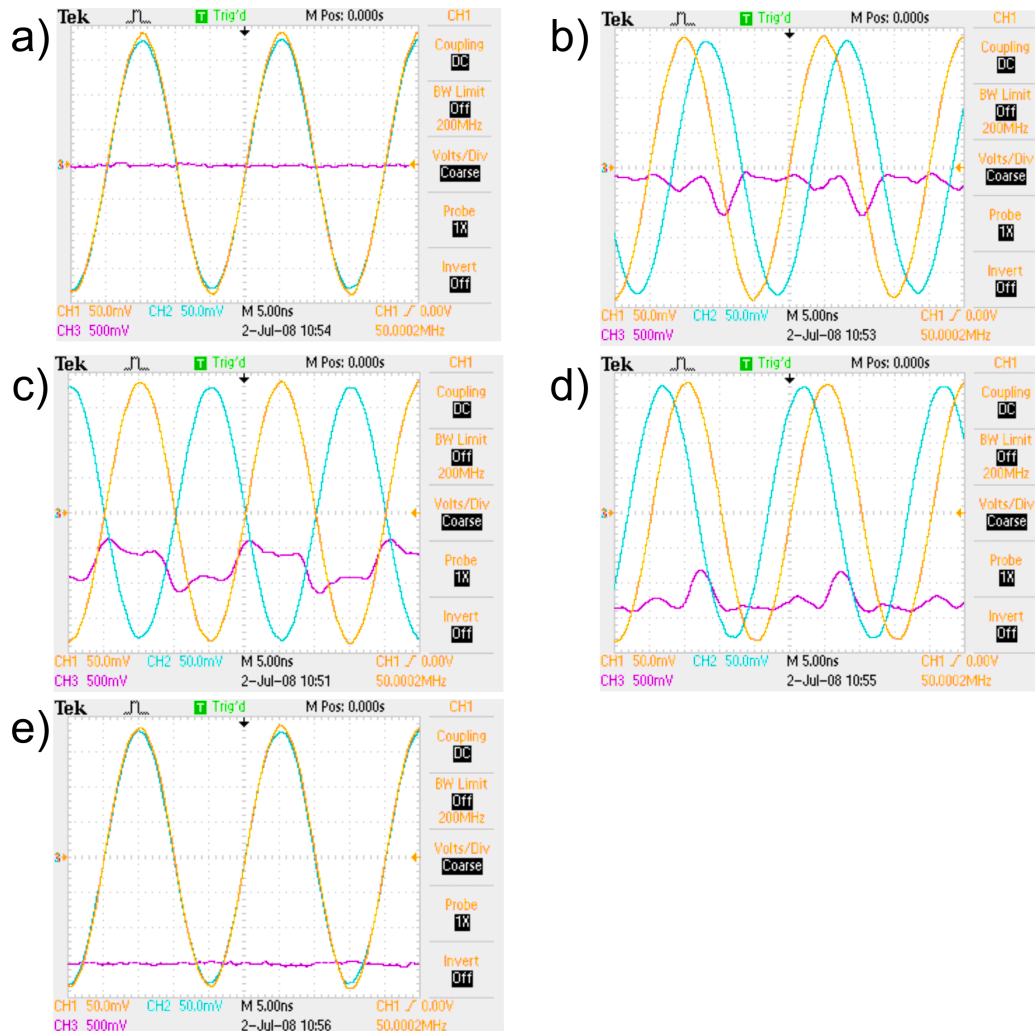 a)
Tek T Trig'd M Pos: 0.000s CH1
Coupling
DC
BW Limit
Off
200MHz
Volts/Div
Coarse
3
Probe
1X
Invert
Off
CH1 50.0mV CH2 50.0mV M 5.00ns CH1 0.00V
CH3 500mV 2-Jul-08 10:54 50.0002MHz
b)
Tek T Trig'd M Pos: 0.000s CH1
Coupling
DC
BW Limit
Off
200MHz
Volts/Div
Coarse
3
Probe
1X
Invert
Off
CH1 50.0mV CH2 50.0mV M 5.00ns CH1 0.00V
CH3 500mV 2-Jul-08 10:53 50.0002MHz
c)
Tek T Trig'd M Pos: 0.000s CH1
Coupling
DC
BW Limit
Off
200MHz
Volts/Div
Coarse
3
Probe
1X
Invert
Off
CH1 50.0mV CH2 50.0mV M 5.00ns CH1 0.00V
CH3 500mV 2-Jul-08 10:51 50.0002MHz
d)
Tek T Trig'd M Pos: 0.000s CH1
Coupling
DC
BW Limit
Off
200MHz
Volts/Div
Coarse
3
Probe
1X
Invert
Off
CH1 50.0mV CH2 50.0mV M 5.00ns CH1 0.00V
CH3 500mV 2-Jul-08 10:55 50.0002MHz
e)
Tek T Trig'd M Pos: 0.000s CH1
Coupling
DC
BW Limit
Off
200MHz
Volts/Div
Coarse
3
Probe
1X
Invert
Off
CH1 50.0mV CH2 50.0mV M 5.00ns CH1 0.00V
CH3 500mV 2-Jul-08 10:56 50.0002MHz